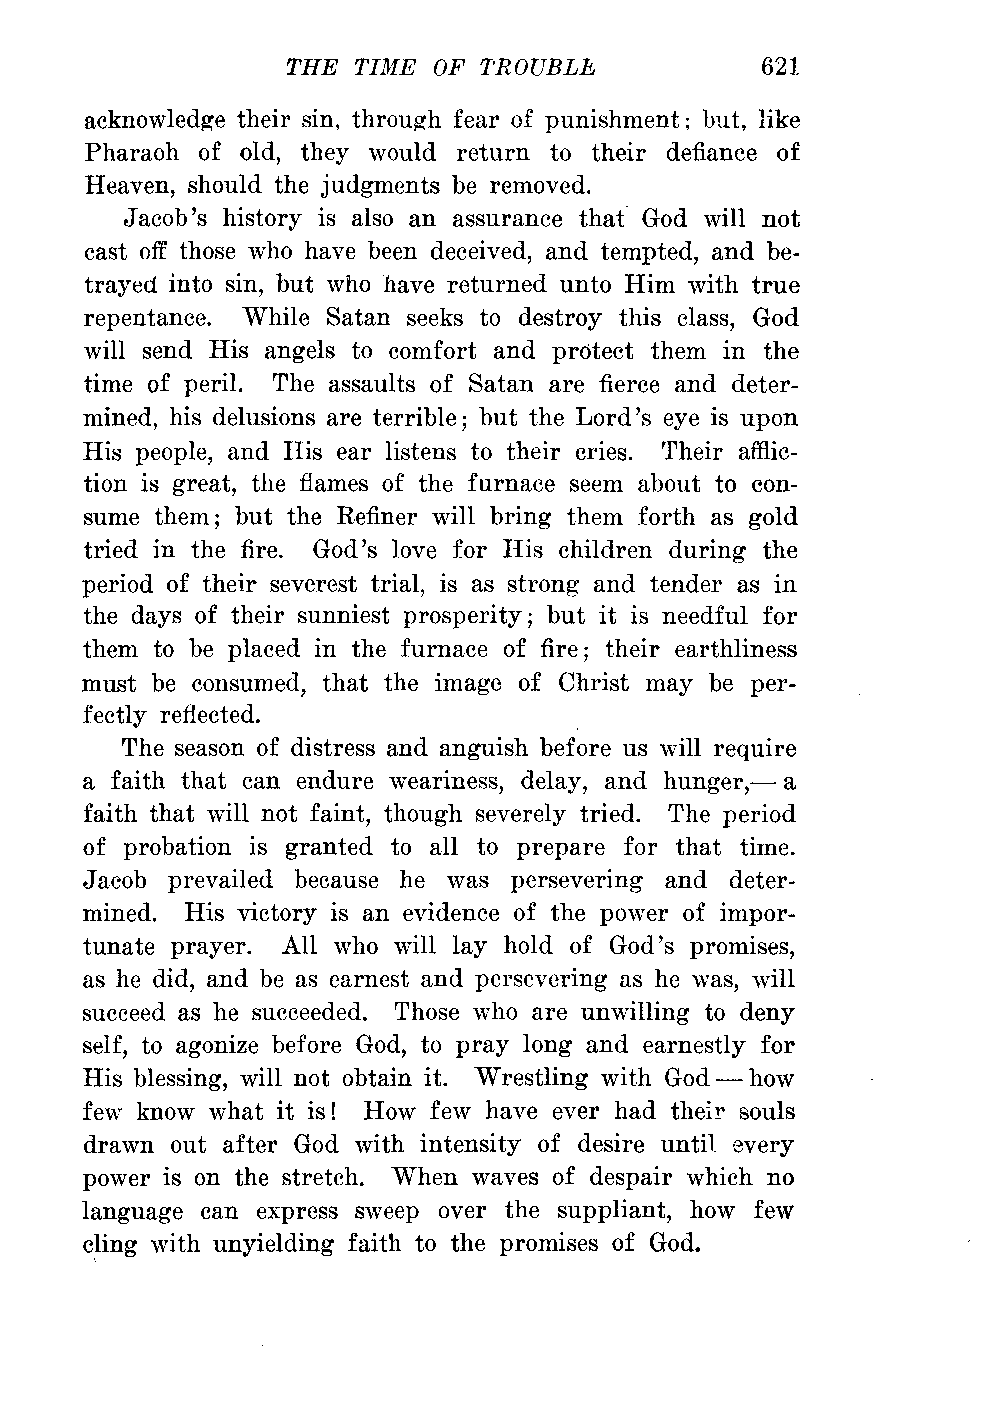 THE TIME OF TROUBLE 621
acknowledge their sin, through fear of punishment; but, like
Pharaoh of old, they would return to their defiance of
Heaven, should the judgments be removed.
Jacob's history is also an assurance that God will not
cast off those who have been deceived, and tempted, and be-
trayed into sin, but who have returned unto Him with true
repentance. While Satan seeks to destroy this class, God
will send His angels to comfort and protect them in the
time of peril. The assaults of Satan are fierce and deter-
mined, his delusions are terrible; but the Lord's eye is upon
His people, and His ear listens to their cries. Their afflic-
tion is great, the flames of the furnace seem about to con-
sume them; but the Refiner will bring them forth as gold
tried in the fire. God's love for His children during the
period of their severest trial, is as strong and tender as in
the days of their sunniest prosperity; but it is needful for
them to be placed in the furnace of fire; their earthliness
must be consumed, that the image of Christ may be per-
fectly reflected.
The season of distress and anguish before us will require
a faith that can endure weariness, delay, and hunger,— a
faith that will not faint, though severely tried. The period
of probation is granted to all to prepare for that time.
Jacob prevailed because he was persevering and deter-
mined. His victory is an evidence of the power of impor-
tunate prayer. All who will lay hold of God's promises,
as he did, and be as earnest and persevering as he was, will
succeed as he succeeded. Those who are unwilling to deny
self, to agonize before God, to pray long and earnestly for
His blessing, will not obtain it. Wrestling with God — how
few know what it is! How few have ever had their souls
drawn out after God with intensity of desire until every
power is on the stretch. When waves of despair which no
language can express sweep over the suppliant, how few
cling with unyielding faith to the promises of God.